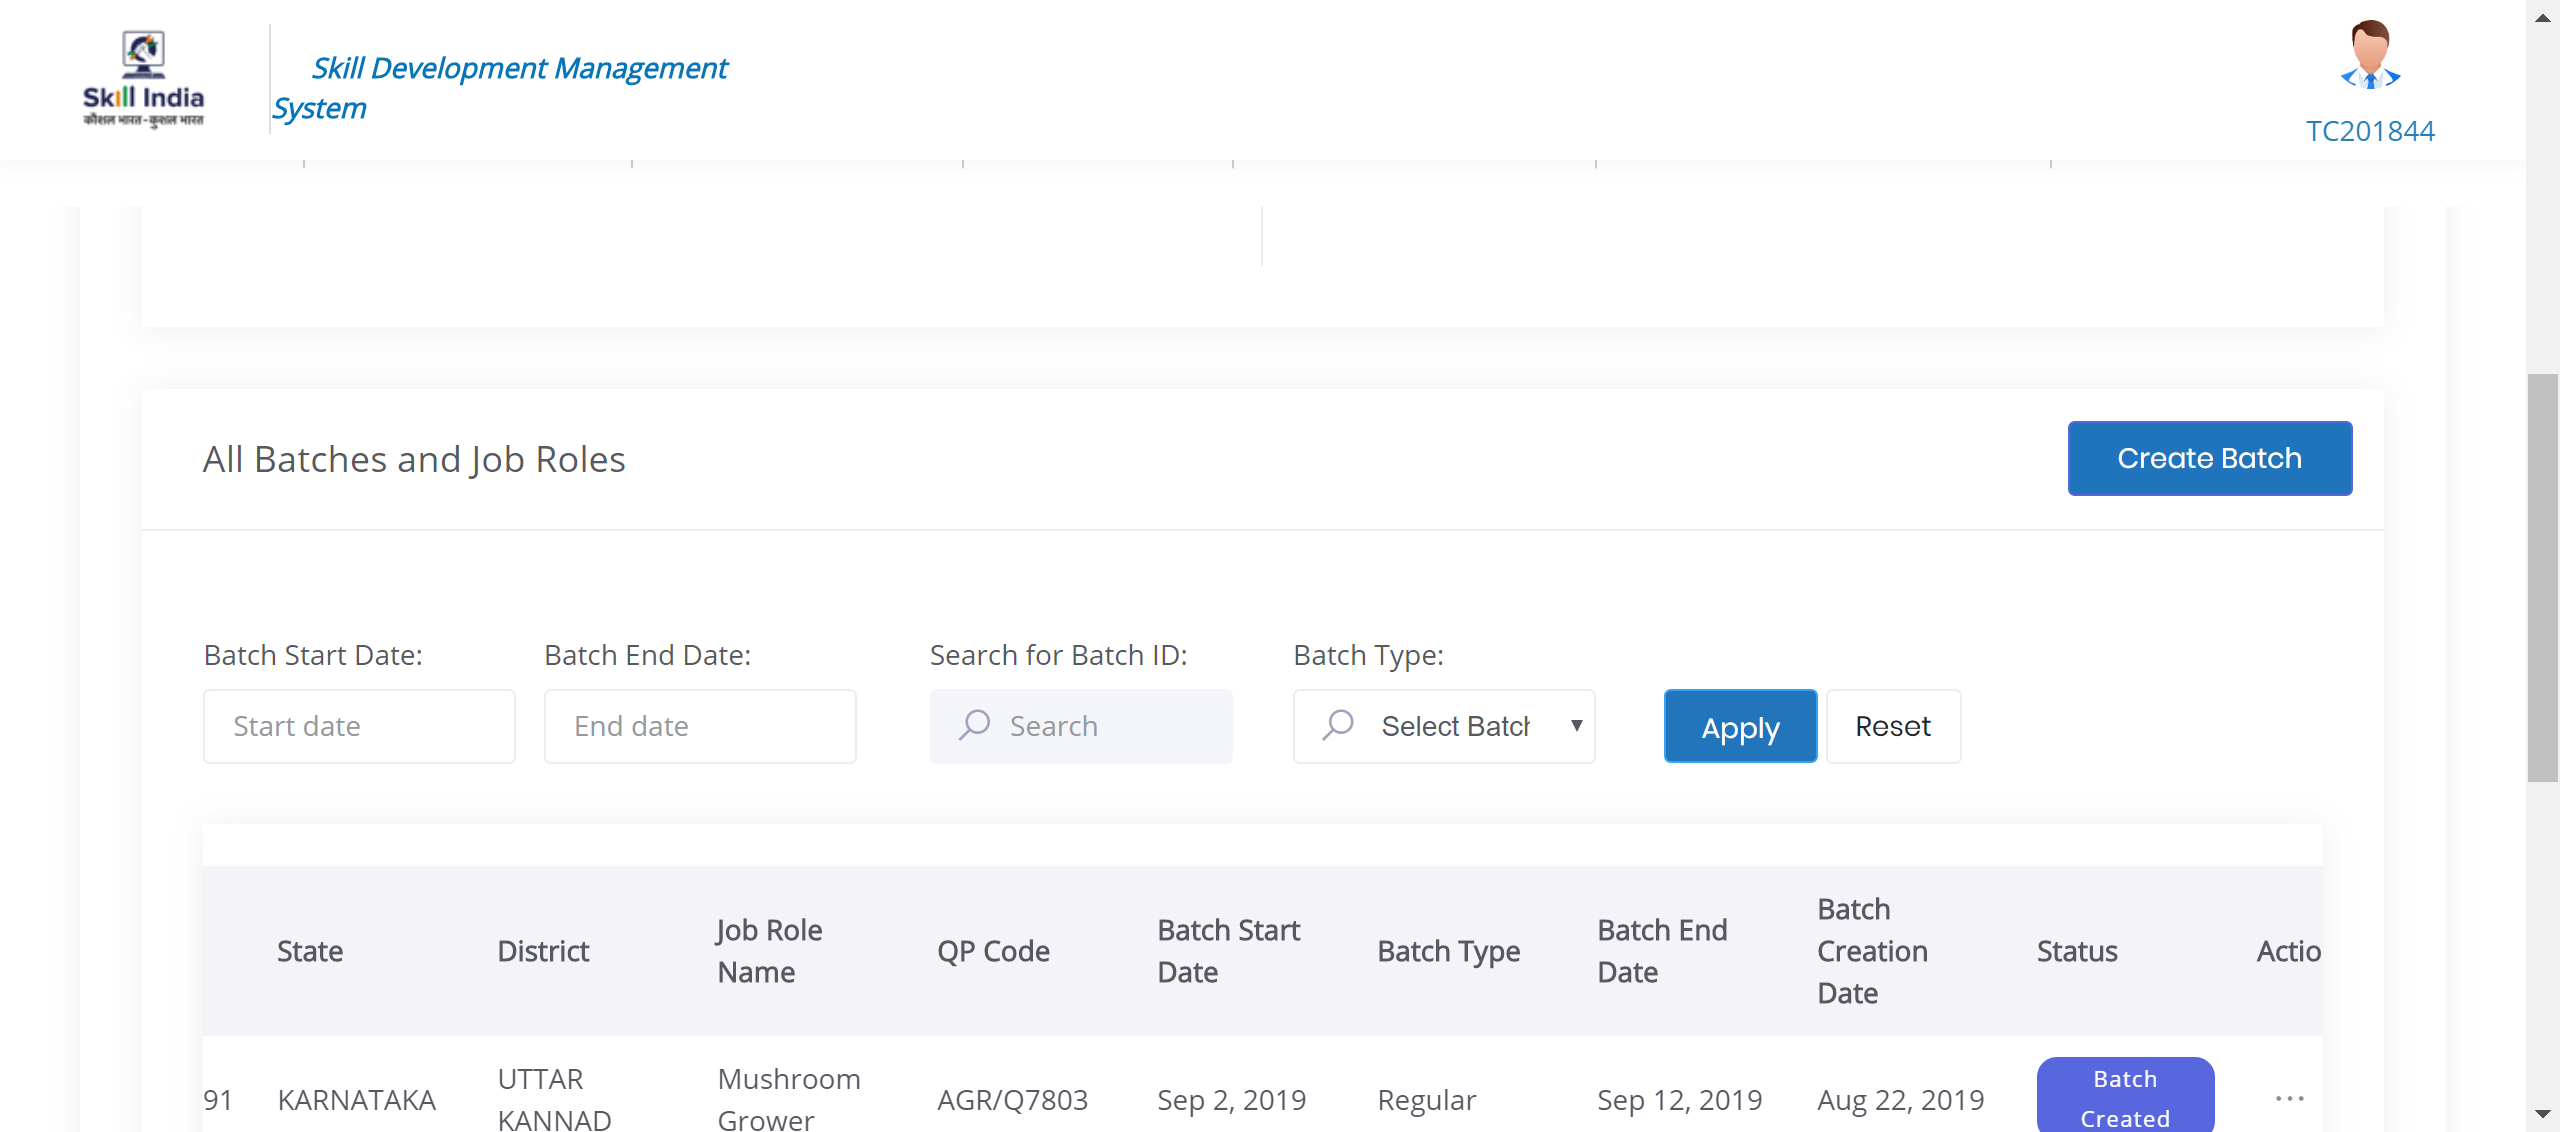 Skill India
कौशल भारत-कुशल भारत
Skill Development Management
System
TC201844
All Batches and Job Roles
Create Batch
Batch Start Date:
Batch End Date:
Search for Batch ID:
Batch Type:
Start date
End date
Search
Select Batch
Apply
Reset
State
District
Job Role
Name
QP Code
Batch Start
Date
Batch Type
Batch End
Date
Batch
Creation
Date
Status
Actio
91
KARNATAKA
UTTAR
KANNAD
Mushroom
Grower
AGR/Q7803
Sep 2, 2019
Regular
Sep 12, 2019
Aug 22, 2019
Batch
Created
...